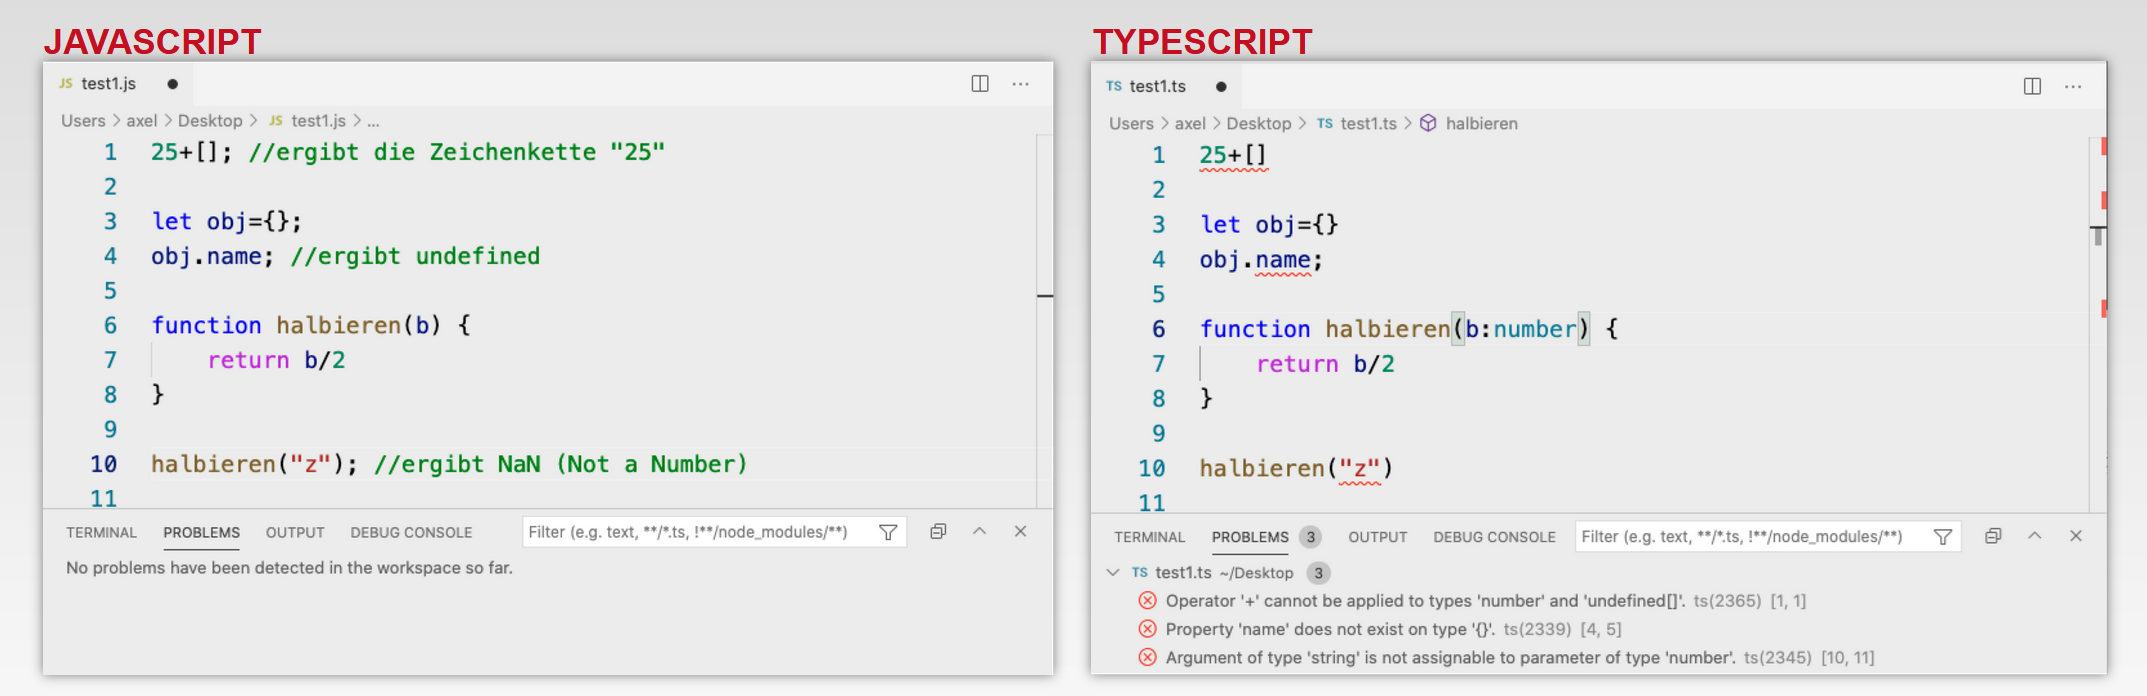 JAVASCRIPT
JS test1.js
Users > axel > Desktop > JS test1.js > ...
1 25+[]; //ergibt die Zeichenkette "25"
2
3 let obj={};
4 obj.name; //ergibt undefined
5
6 function halbieren(b) {
7 return b/2
8 }
9
10 halbieren("z"); //ergibt NaN (Not a Number)
11
TERMINAL PROBLEMS OUTPUT DEBUG CONSOLE Filter (e.g. text, **/*.ts, !**/node_modules/**)
No problems have been detected in the workspace so far.
TYPESCRIPT
TS test1.ts
Users > axel > Desktop > TS test1.ts > halbieren
1 25+[]
2
3 let obj={}
4 obj.name;
5
6 function halbieren(b:number) {
7 return b/2
8 }
9
10 halbieren("z")
11
TERMINAL PROBLEMS 3 OUTPUT DEBUG CONSOLE Filter (e.g. text, **/*.ts, !**/node_modules/**)
TS test1.ts ~/Desktop 3
Operator '+' cannot be applied to types 'number' and 'undefined[]'. ts(2365) [1, 1]
Property 'name' does not exist on type '{}'. ts(2339) [4, 5]
Argument of type 'string' is not assignable to parameter of type 'number'. ts(2345) [10, 11]